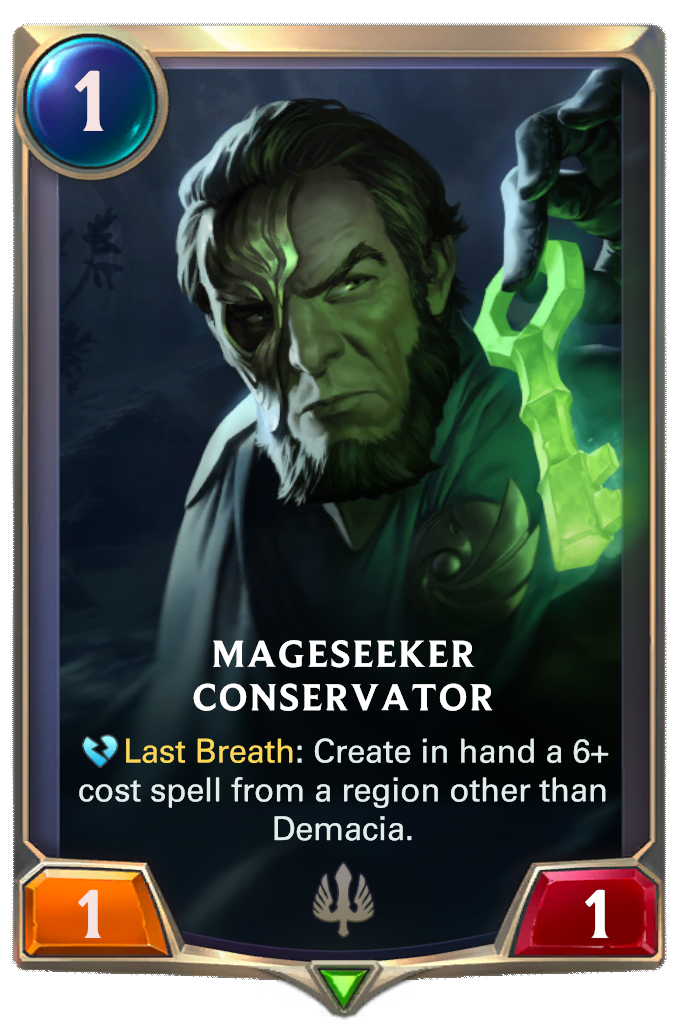 1
MAGESEEKER
CONSERVATOR
Last Breath: Create in hand a 6+
cost spell from a region other than
Demacia.
1
1